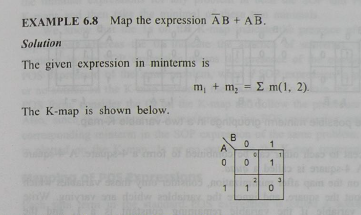 EXAMPLE 6.8 Map the expression A̅B + AB̅.
Solution
The given expression in minterms is
m₁ + m₂ = Σ m(1, 2).
The K-map is shown below.
B
A 0 1
0 0 0 1 1
1 1 2 0 3